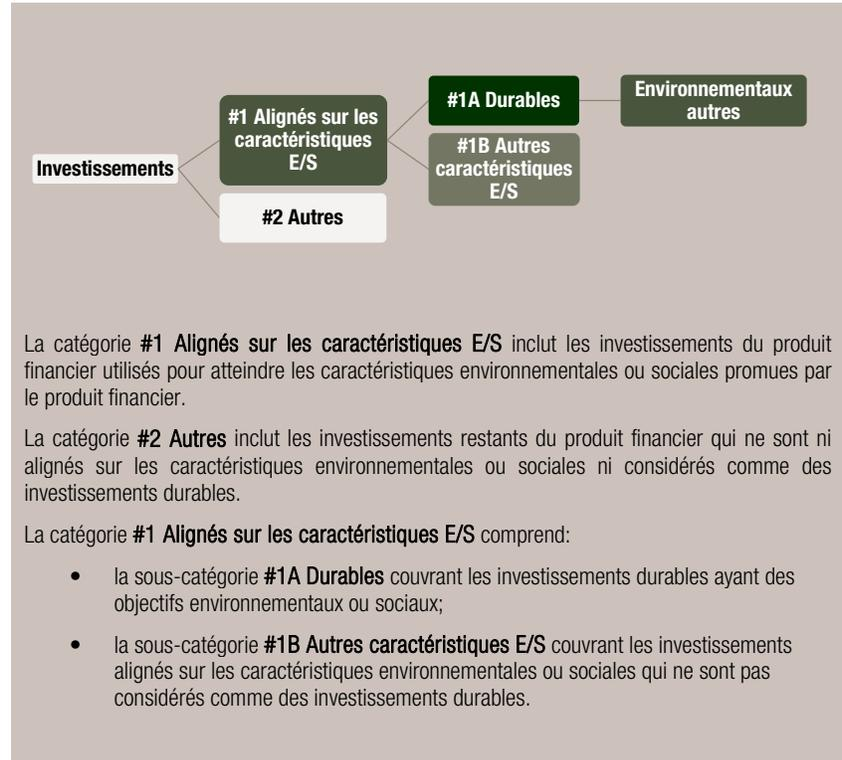 Investissements
#1 Alignés sur les
caractéristiques
E/S
#2 Autres
#1A Durables
#1B Autres
caractéristiques
E/S
Environnementaux
autres
La catégorie #1 Alignés sur les caractéristiques E/S inclut les investissements du produit
financier utilisés pour atteindre les caractéristiques environnementales ou sociales promues par
le produit financier.
La catégorie #2 Autres inclut les investissements restants du produit financier qui ne sont ni
alignés sur les caractéristiques environnementales ou sociales ni considérés comme des
investissements durables.
La catégorie #1 Alignés sur les caractéristiques E/S comprend:
• la sous-catégorie #1A Durables couvrant les investissements durables ayant des
objectifs environnementaux ou sociaux;
• la sous-catégorie #1B Autres caractéristiques E/S couvrant les investissements
alignés sur les caractéristiques environnementales ou sociales qui ne sont pas
considérés comme des investissements durables.